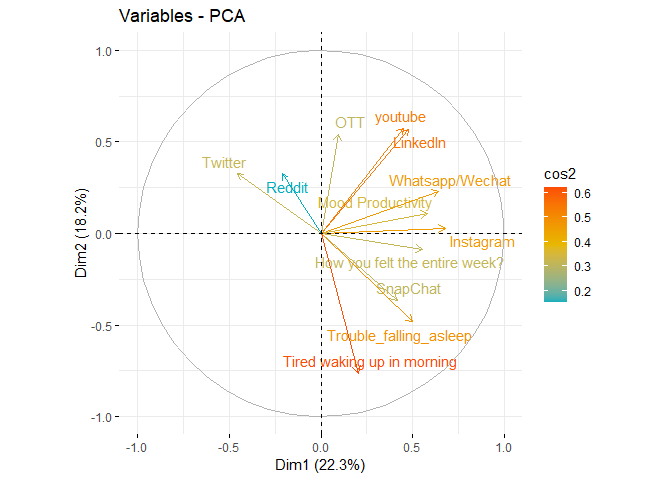 Variables - PCA
1.0
0.5
0.0
-0.5
-1.0
Dim2 (18.2%)
youtube
OTT
LinkedIn
Twitter
Whatsapp/Wechat
Reddit
Mood Productivity
Instagram
How you felt the entire week?
SnapChat
Trouble_falling_asleep
Tired waking up in morning
-1.0
-0.5
0.0
0.5
1.0
Dim1 (22.3%)
cos2
0.6
0.5
0.4
0.3
0.2